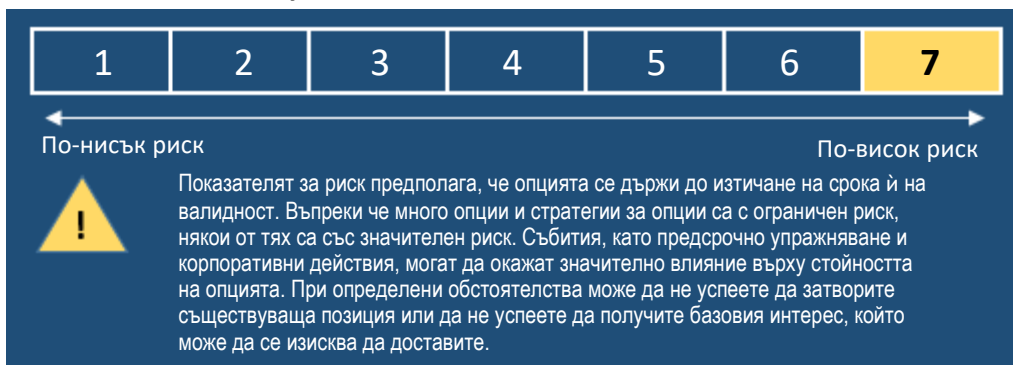 1 2 3 4 5 6 7
По-нисък риск По-висок риск
!
Показателят за риск предполага, че опцията се държи до изтичане на срока ѝ на
валидност. Въпреки че много опции и стратегии за опции са с ограничен риск,
някои от тях са със значителен риск. Събития, като предсрочно упражняване и
корпоративни действия, могат да окажат значително влияние върху стойността
на опцията. При определени обстоятелства може да не успеете да затворите
съществуваща позиция или да не успеете да получите базовия интерес, който
може да се изисква да доставите.